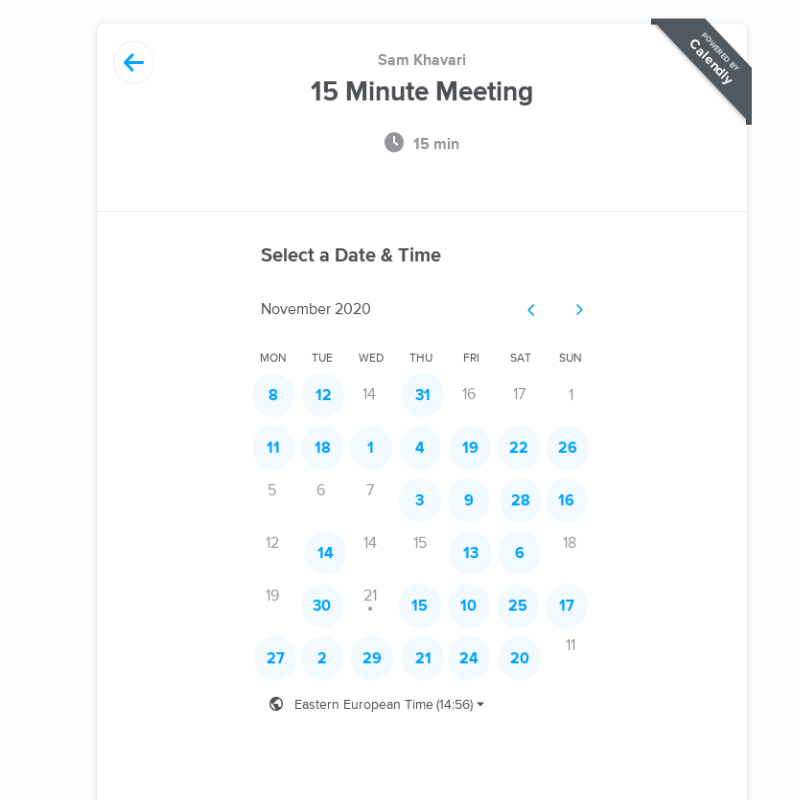 POWERED BY
Calendly
Sam Khavari
15 Minute Meeting
15 min
Select a Date & Time
November 2020
MON TUE WED THU FRI SAT SUN
8 12 14 31 16 17 1
11 18 1 4 19 22 26
5 6 7 3 9 28 16
12 14 14 15 13 6 18
19 30 21 15 10 25 17
27 2 29 21 24 20 11
Eastern European Time (14:56)